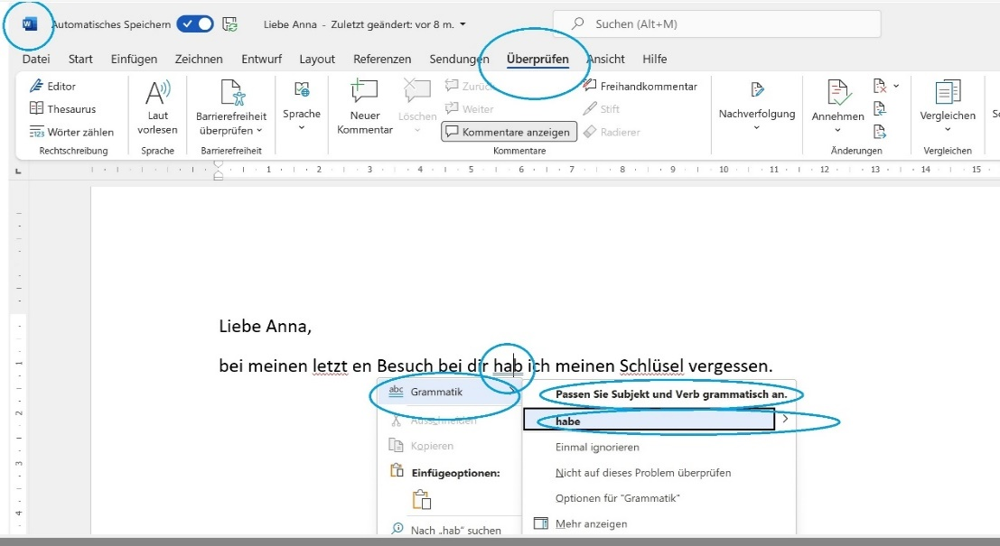 Automatisches Speichern Liebe Anna - Zuletzt geändert: vor 8 m. Suchen (Alt+M)
Datei Start Einfügen Zeichnen Entwurf Layout Referenzen Sendungen Überprüfen Ansicht Hilfe
Editor
Thesaurus
Wörter zählen
Rechtschreibung
Laut
vorlesen
Sprache
Barrierefreiheit
überprüfen
Barrierefreiheit
Sprache
Neuer
Kommentar
Löschen
Zurück
Weiter
Kommentare anzeigen
Freihandkommentar
Stift
Radierer
Kommentare
Nachverfolgung
Annehmen
Änderungen
Vergleichen
Vergleichen
1 2 3 4 5 6 7 8 9 10 11 12 13 14 15
1
2
3
4
Liebe Anna,
bei meinen letzt en Besuch bei dir hab ich meinen Schlüsel vergessen.
abc Grammatik
Ausschneiden
Kopieren
Einfügeoptionen:
Nach „hab" suchen
Passen Sie Subjekt und Verb grammatisch an.
habe
Einmal ignorieren
Nicht auf dieses Problem überprüfen
Optionen für "Grammatik"
Mehr anzeigen